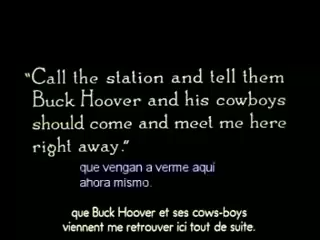 “Call the station and tell them
Buck Hoover and his cowboys
should come and meet me here
right away.”
que vengan a verme aquí
ahora mismo.
que Buck Hoover et ses cows-boys
viennent me retrouver ici tout de suite.